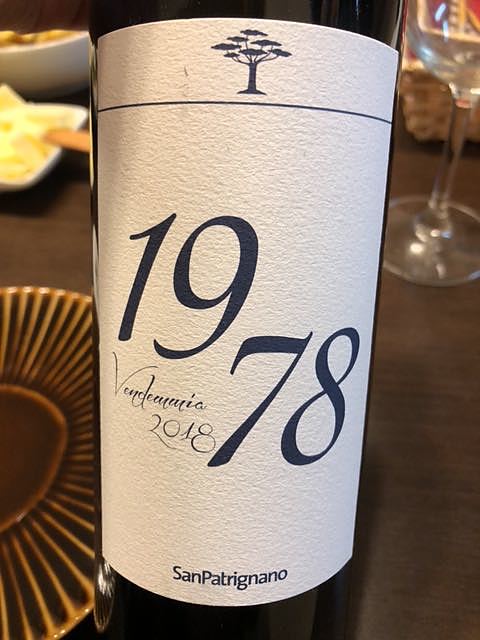 19
78
Vendemmia
2018
SanPatrignano